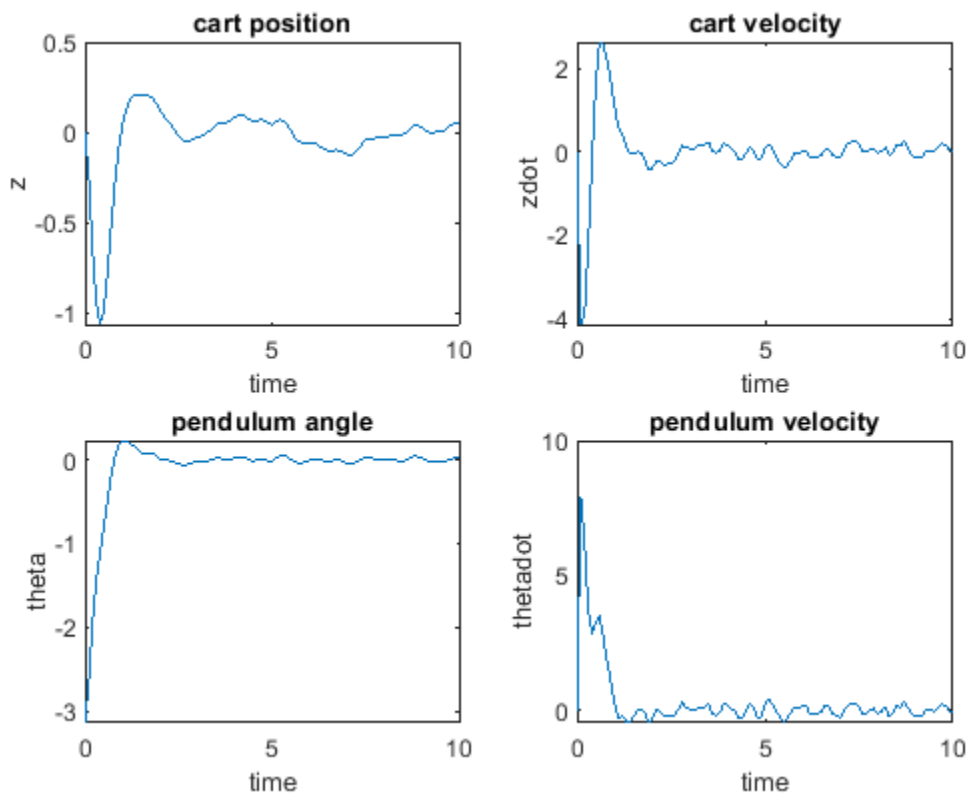 cart position
0.5
0
-0.5
-1
z
0
5
10
time
cart velocity
2
0
-2
-4
zdot
0
5
10
time
pendulum angle
0
-1
-2
-3
theta
0
5
10
time
pendulum velocity
10
5
0
thetadot
0
5
10
time